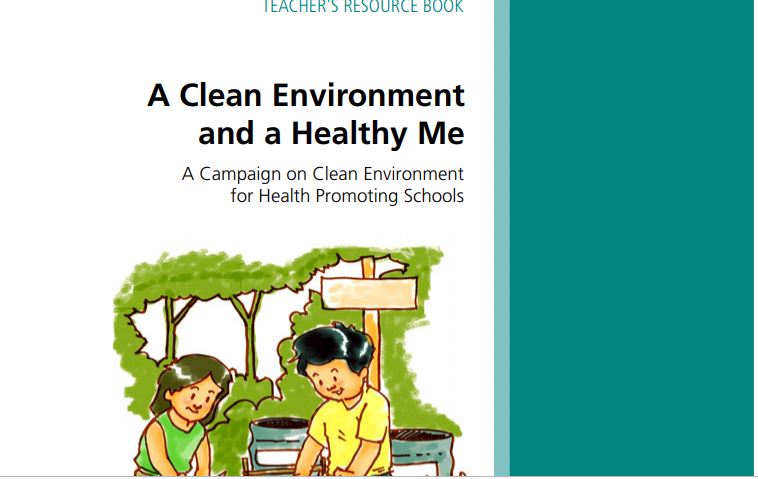 TEACHER'S RESOURCE BOOK
A Clean Environment
and a Healthy Me
A Campaign on Clean Environment
for Health Promoting Schools